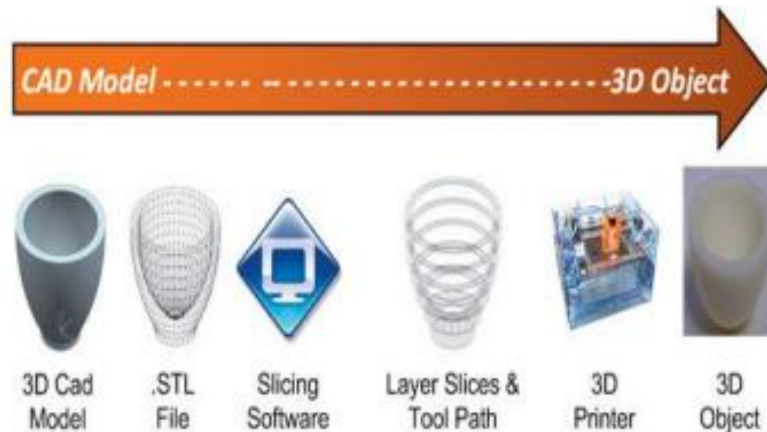 CAD Model - - - - - - -- - - - - - - - - - - - - - - - - - - - - -3D Object
3D Cad
Model
.STL
File
Slicing
Software
Layer Slices &
Tool Path
3D
Printer
3D
Object